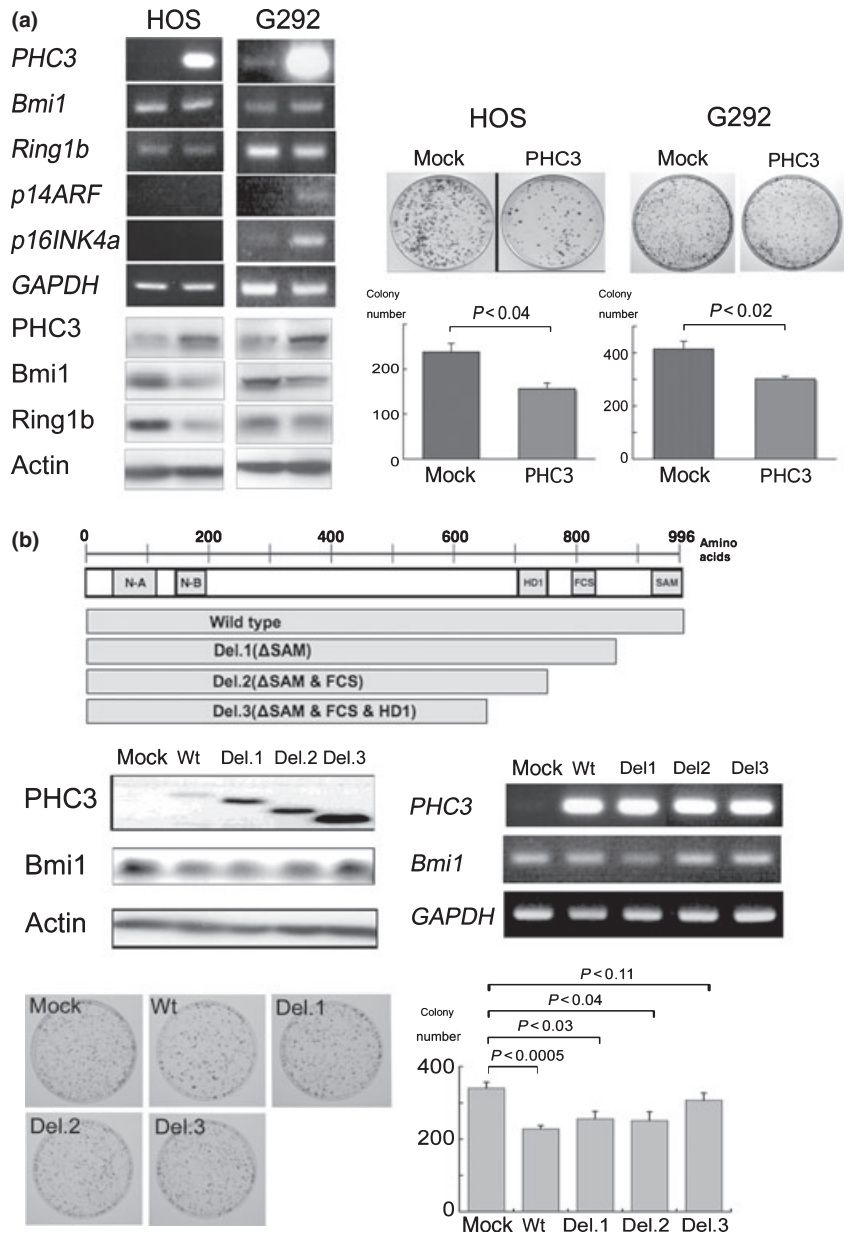 (a)
HOS G292
PHC3
Bmi1
Ring1b
p14ARF
p16INK4a
GAPDH
PHC3
Bmi1
Ring1b
Actin
HOS G292
Mock PHC3 Mock PHC3
Colony
number
P < 0.04
200
100
0
Mock PHC3
Colony
number
P < 0.02
400
200
0
Mock PHC3
(b)
0 200 400 600 800 996 Amino
acids
N-A N-B HD1 FCS SAM
Wild type
Del.1(ΔSAM)
Del.2(ΔSAM & FCS)
Del.3(ΔSAM & FCS & HD1)
Mock Wt Del.1 Del.2 Del.3
PHC3
Bmi1
Actin
Mock Wt Del1 Del2 Del3
PHC3
Bmi1
GAPDH
Mock Wt Del.1
Del.2 Del.3
P < 0.11
P < 0.04
P < 0.03
P < 0.0005
Colony
number
400
200
0
Mock Wt Del.1 Del.2 Del.3